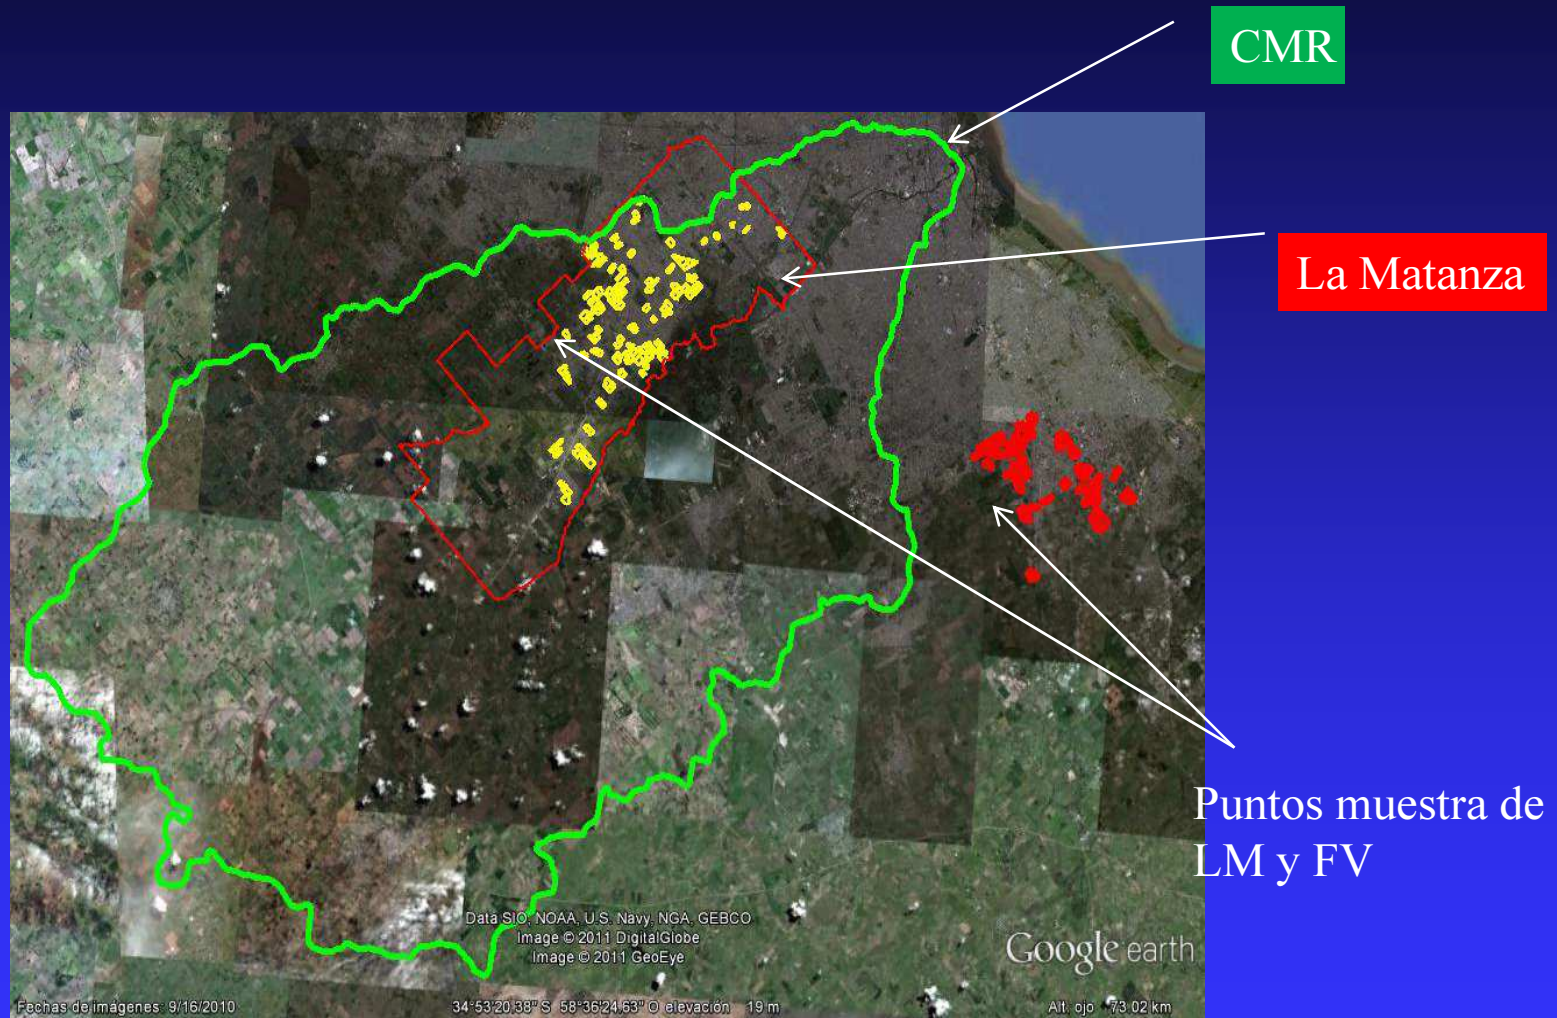 CMR
La Matanza
Puntos muestra de
LM y FV
Data SIO, NOAA, U.S. Navy, NGA, GEBCO
Image © 2011 DigitalGlobe
Image © 2011 GeoEye
Google earth
Fechas de imágenes: 9/16/2010
34°53'20.38" S 58°36'24.63" O elevación 19 m
Alt. ojo 73.02 km